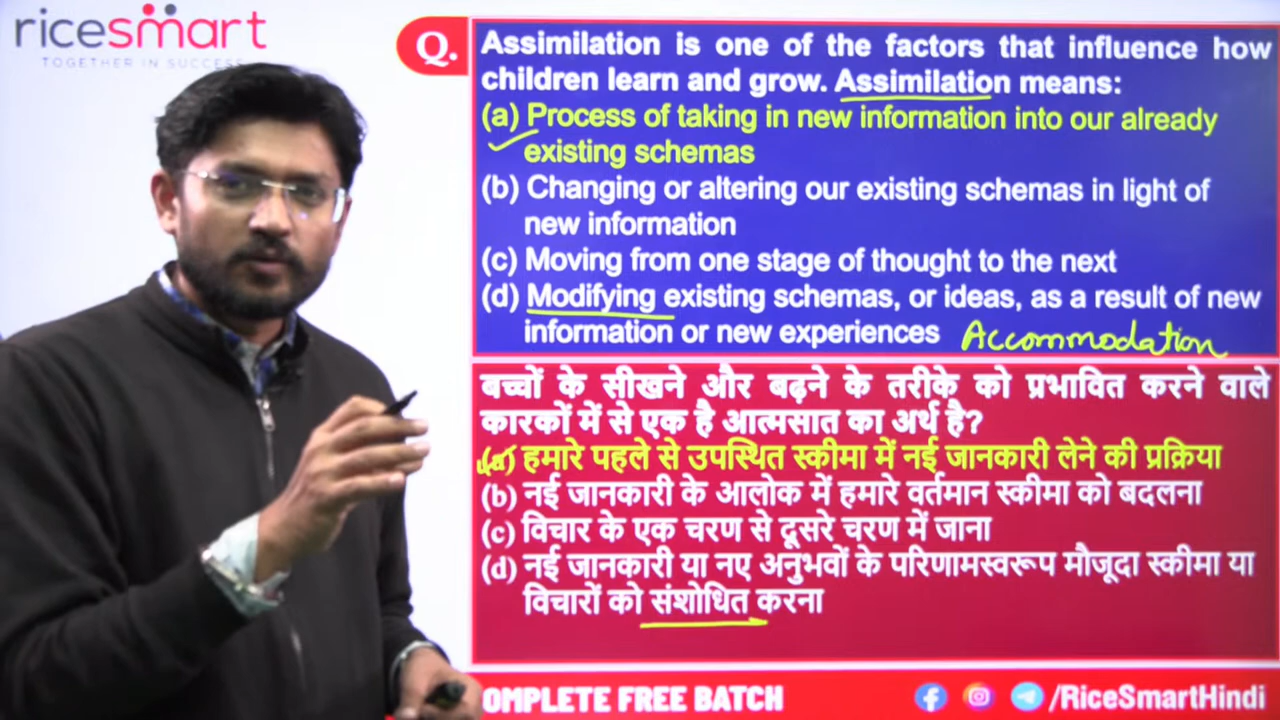 ricesmart
TOGETHER IN SUCCESS
Q.
Assimilation is one of the factors that influence how
children learn and grow. Assimilation means:
(a) Process of taking in new information into our already
existing schemas
(b) Changing or altering our existing schemas in light of
new information
(c) Moving from one stage of thought to the next
(d) Modifying existing schemas, or ideas, as a result of new
information or new experiences Accommodation
बच्चों के सीखने और बढ़ने के तरीके को प्रभावित करने वाले
कारकों में से एक है आत्मसात का अर्थ है?
(a) हमारे पहले से उपस्थित स्कीमा में नई जानकारी लेने की प्रक्रिया
(b) नई जानकारी के आलोक में हमारे वर्तमान स्कीमा को बदलना
(c) विचार के एक चरण से दूसरे चरण में जाना
(d) नई जानकारी या नए अनुभवों के परिणामस्वरूप मौजूदा स्कीमा या
विचारों को संशोधित करना
OMPLETE FREE BATCH
/RiceSmartHindi